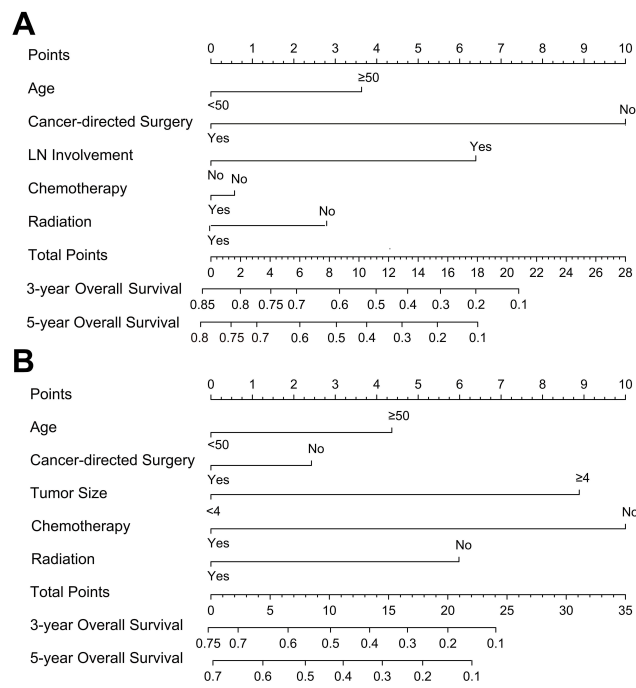 A
Points 0 1 2 3 4 5 6 7 8 9 10
Age ≥50
<50
Cancer-directed Surgery No
Yes
LN Involvement Yes
No
Chemotherapy No
Yes
Radiation No
Yes
Total Points
0 2 4 6 8 10 12 14 16 18 20 22 24 26 28
3-year Overall Survival
0.85 0.8 0.75 0.7 0.6 0.5 0.4 0.3 0.2 0.1
5-year Overall Survival
0.8 0.75 0.7 0.6 0.5 0.4 0.3 0.2 0.1
B
Points 0 1 2 3 4 5 6 7 8 9 10
Age ≥50
<50
Cancer-directed Surgery No
Yes
Tumor Size ≥4
<4
Chemotherapy No
Yes
Radiation No
Yes
Total Points
0 5 10 15 20 25 30 35
3-year Overall Survival
0.75 0.7 0.6 0.5 0.4 0.3 0.2 0.1
5-year Overall Survival
0.7 0.6 0.5 0.4 0.3 0.2 0.1